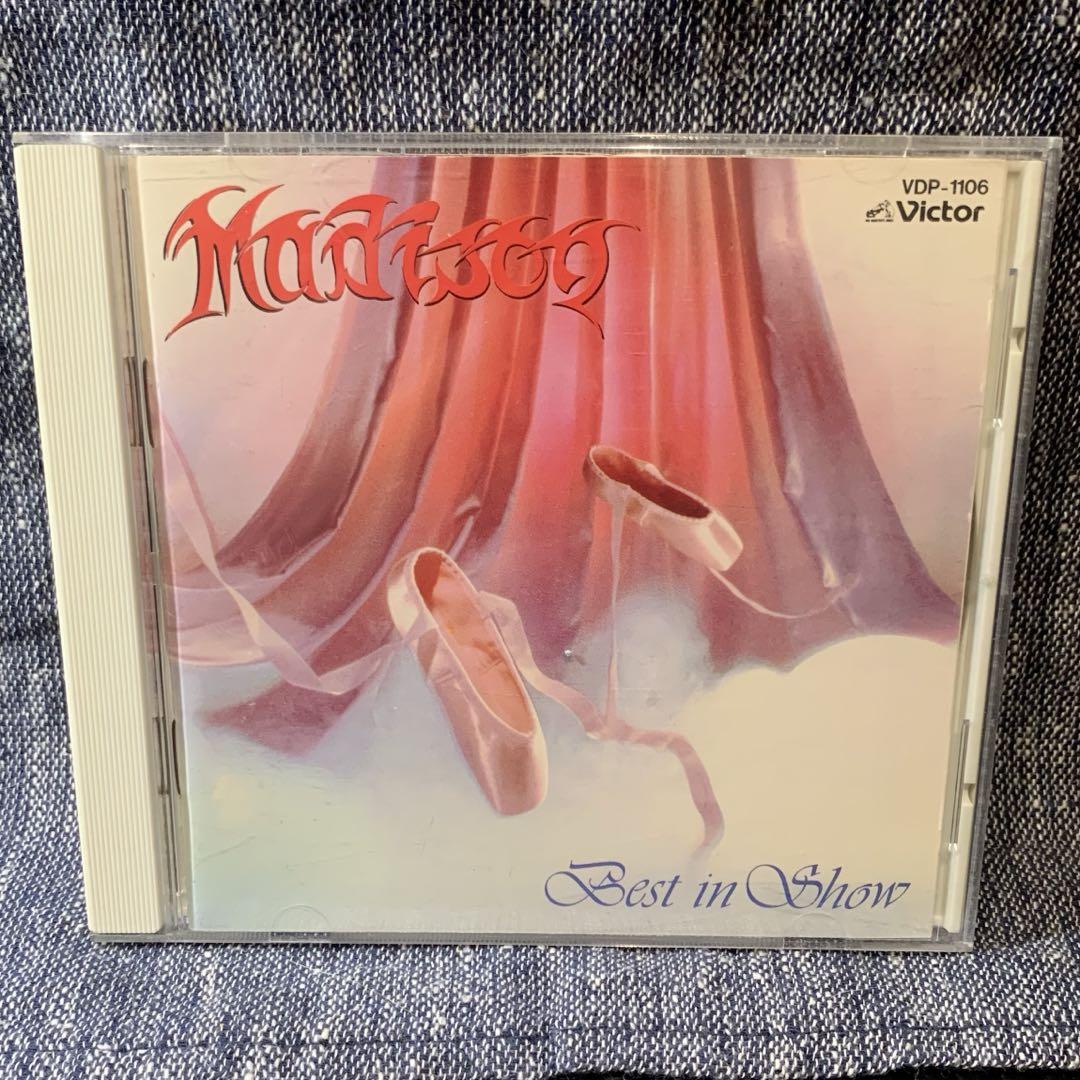 Madison
VDP-1106
Victor
Best in Show